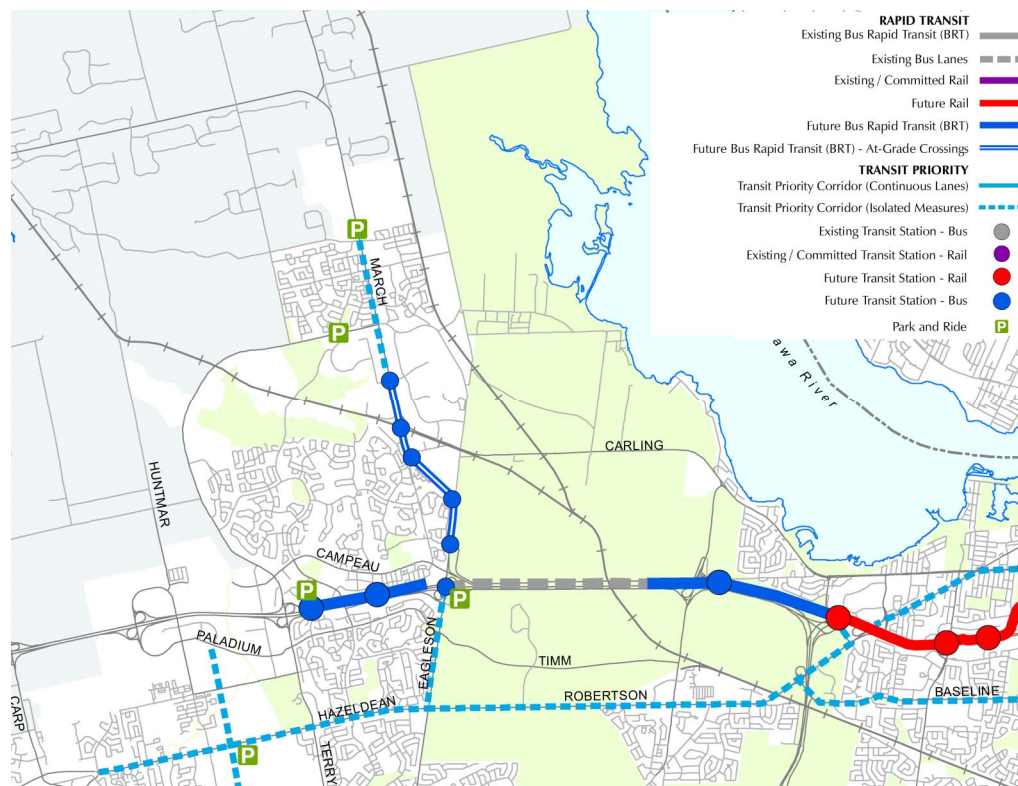 RAPID TRANSIT
Existing Bus Rapid Transit (BRT)
Existing Bus Lanes
Existing / Committed Rail
Future Rail
Future Bus Rapid Transit (BRT)
Future Bus Rapid Transit (BRT) - At-Grade Crossings
TRANSIT PRIORITY
Transit Priority Corridor (Continuous Lanes)
Transit Priority Corridor (Isolated Measures)
Existing Transit Station - Bus
Existing / Committed Transit Station - Rail
Future Transit Station - Rail
Future Transit Station - Bus
Park and Ride
P
P
P
MARCH
awa River
CARLING
HUNTMAR
CAMPEAU
P
P
PALADIUM
EAGLESON
TIMM
ROBERTSON
BASELINE
HAZELDEAN
CARP
TERRY
P